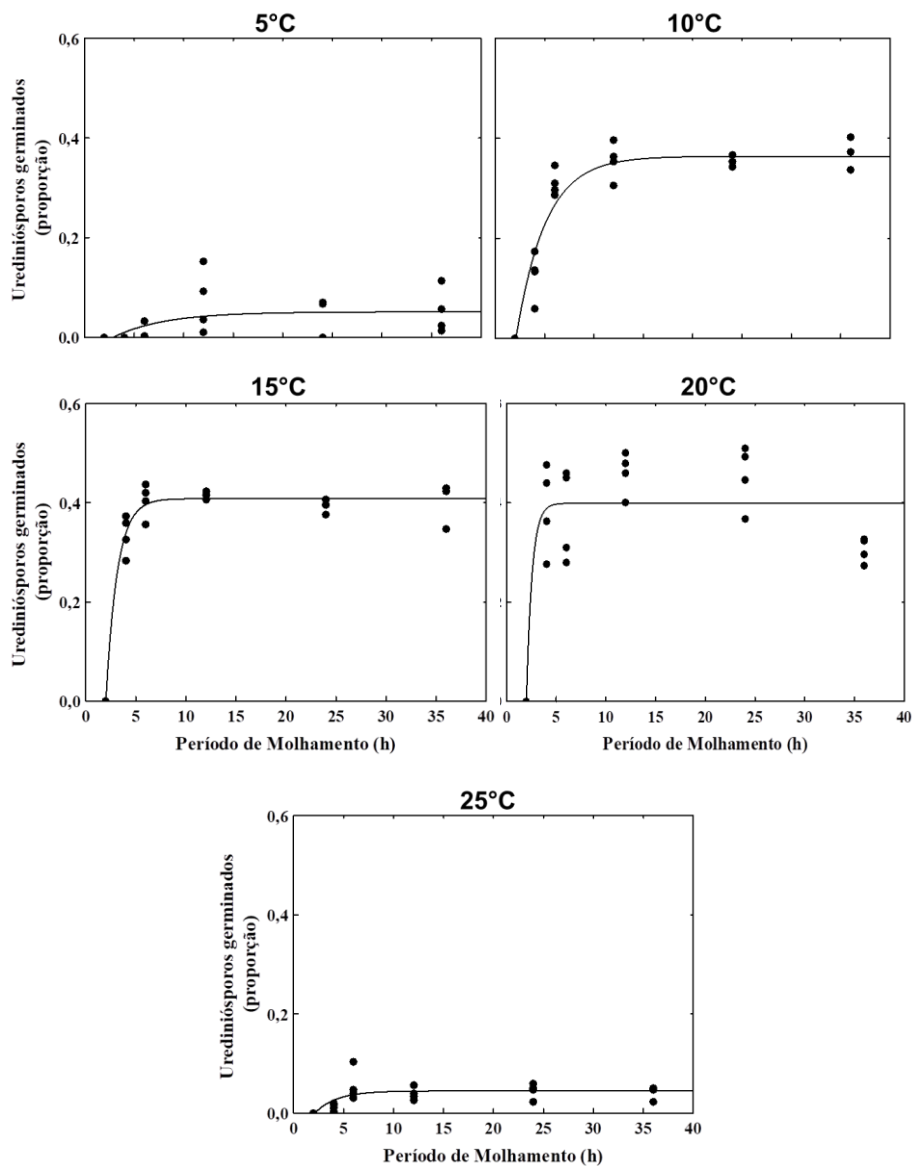 5°C
10°C
0,6
0,4
0,2
0,0
Urediniósporos germinados
(proporção)
15°C
20°C
0,6
0,4
0,2
0,0
Urediniósporos germinados
(proporção)
0 5 10 15 20 25 30 35 40
0 5 10 15 20 25 30 35 40
Período de Molhamento (h)
Período de Molhamento (h)
25°C
0,6
0,4
0,2
0,0
Urediniósporos germinados
(proporção)
0 5 10 15 20 25 30 35 40
Período de Molhamento (h)